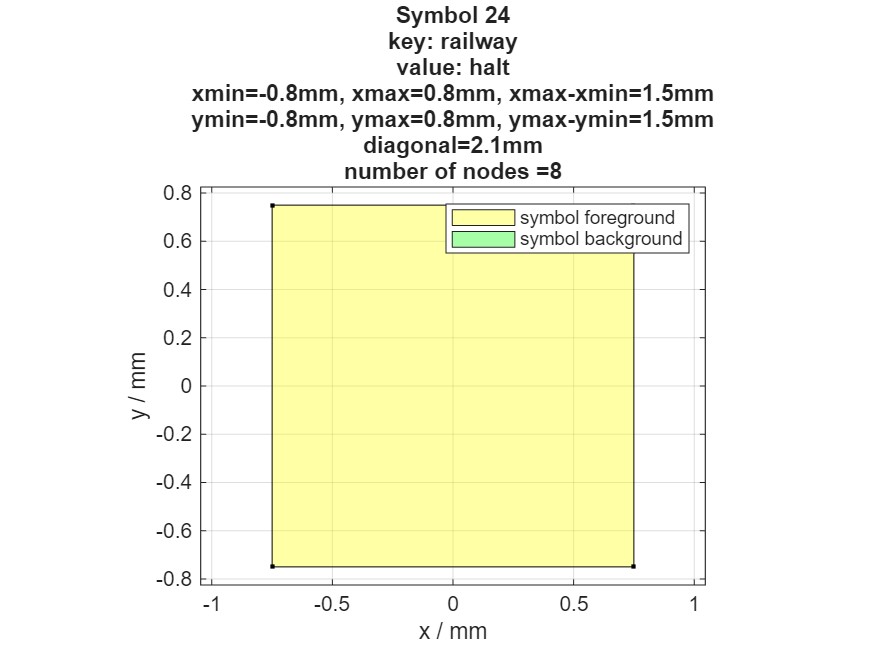 Symbol 24
key: railway
value: halt
xmin=-0.8mm, xmax=0.8mm, xmax-xmin=1.5mm
ymin=-0.8mm, ymax=0.8mm, ymax-ymin=1.5mm
diagonal=2.1mm
number of nodes =8
symbol foreground
symbol background
0.8
0.6
0.4
0.2
0
-0.2
-0.4
-0.6
-0.8
y / mm
-1 -0.5 0 0.5 1
x / mm